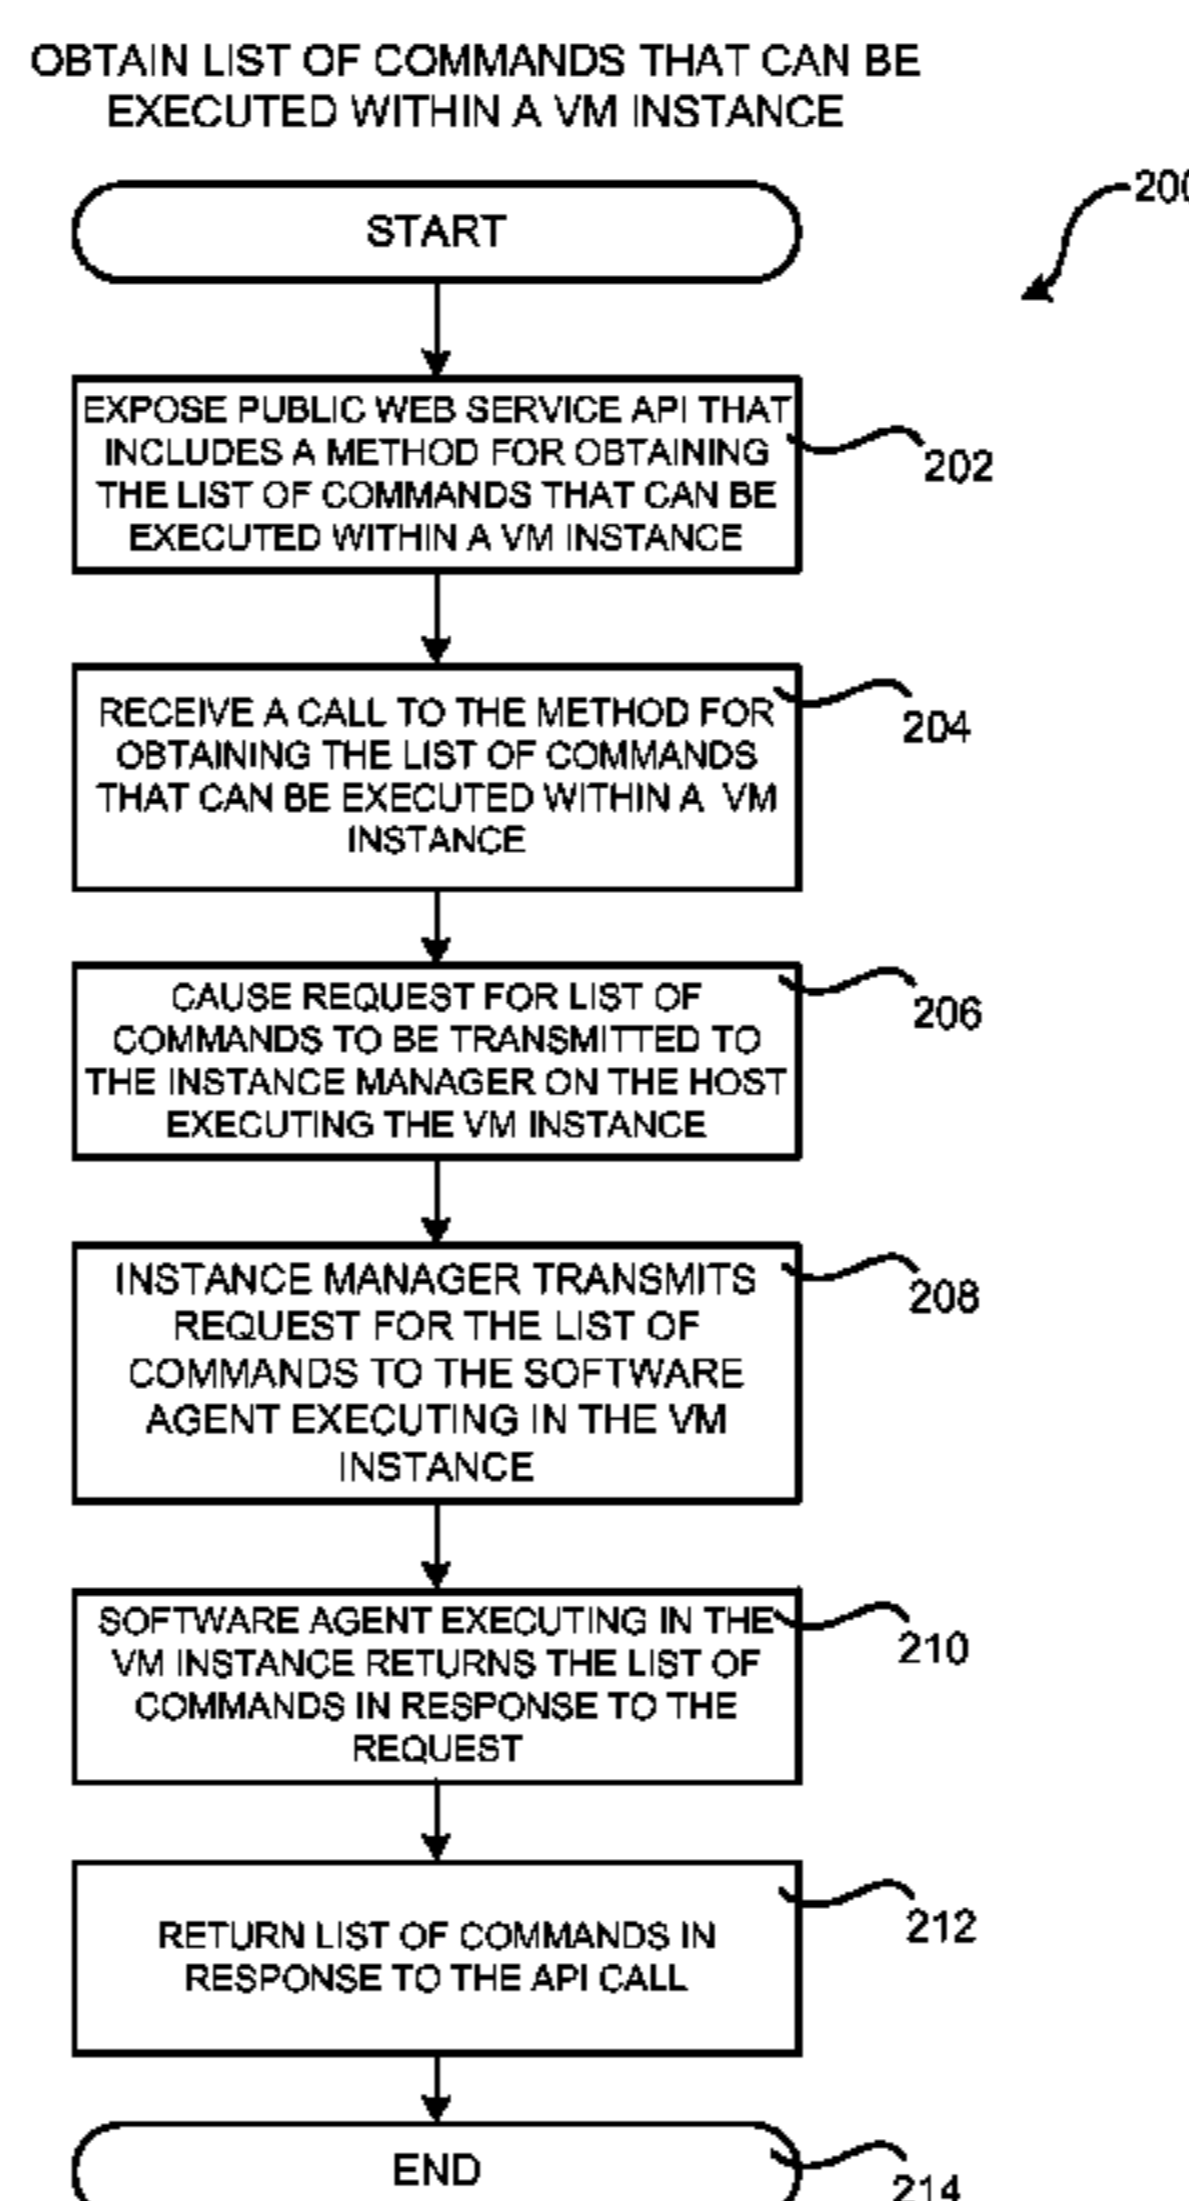 OBTAIN LIST OF COMMANDS THAT CAN BE
EXECUTED WITHIN A VM INSTANCE
START
200
EXPOSE PUBLIC WEB SERVICE API THAT
INCLUDES A METHOD FOR OBTAINING
THE LIST OF COMMANDS THAT CAN BE
EXECUTED WITHIN A VM INSTANCE
202
RECEIVE A CALL TO THE METHOD FOR
OBTAINING THE LIST OF COMMANDS
THAT CAN BE EXECUTED WITHIN A VM
INSTANCE
204
CAUSE REQUEST FOR LIST OF
COMMANDS TO BE TRANSMITTED TO
THE INSTANCE MANAGER ON THE HOST
EXECUTING THE VM INSTANCE
206
INSTANCE MANAGER TRANSMITS
REQUEST FOR THE LIST OF
COMMANDS TO THE SOFTWARE
AGENT EXECUTING IN THE VM
INSTANCE
208
SOFTWARE AGENT EXECUTING IN THE
VM INSTANCE RETURNS THE LIST OF
COMMANDS IN RESPONSE TO THE
REQUEST
210
RETURN LIST OF COMMANDS IN
RESPONSE TO THE API CALL
212
END
214